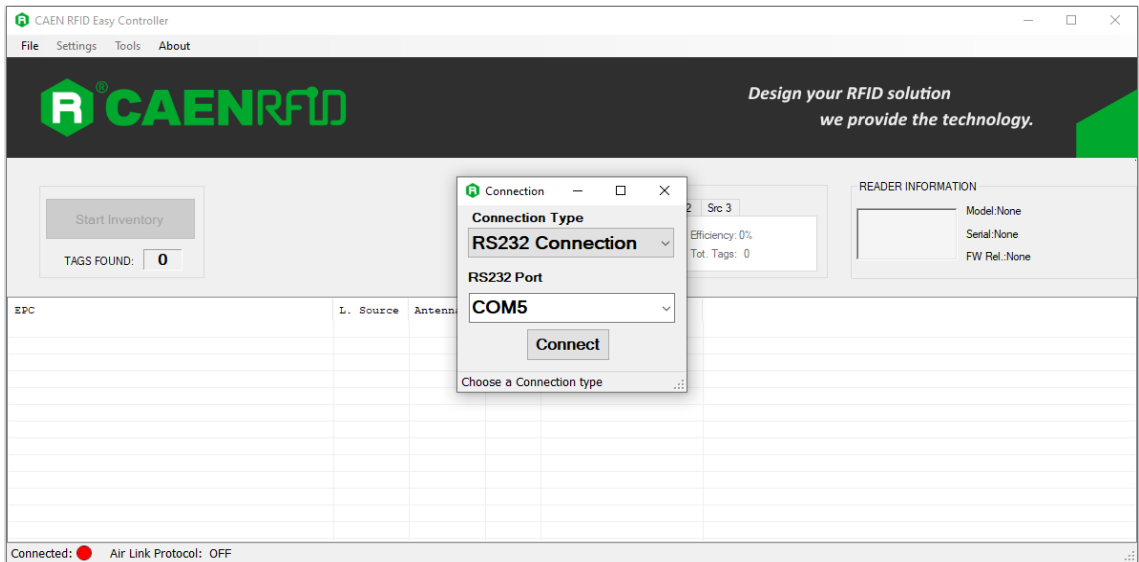 CAEN RFID Easy Controller
File Settings Tools About
R® CAENRFID
Design your RFID solution
we provide the technology.
Start Inventory
TAGS FOUND: 0
Connection
Connection Type
RS232 Connection
RS232 Port
COM5
Connect
Choose a Connection type
2 Src 3
Efficiency: 0%
Tot. Tags: 0
READER INFORMATION
Model:None
Serial:None
FW Rel.:None
EPC L. Source Antenna
Connected: Air Link Protocol: OFF